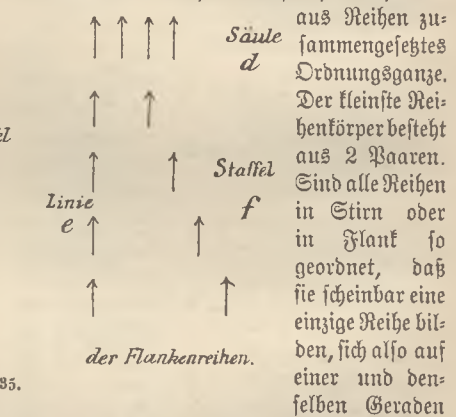 Säule
d
el
Staffel
f
Linie
e
der Flankenreihen.
35.
aus Reihen zu=
sammengesetztes
Ordnungsganze.
Der kleinste Rei=
henkörper besteht
aus 2 Paaren.
Sind alle Reihen
in Stirn oder
in Flank so
geordnet, daß
sie scheinbar eine
einzige Reihe bil=
den, sich also auf
einer und den=
selben Geraden